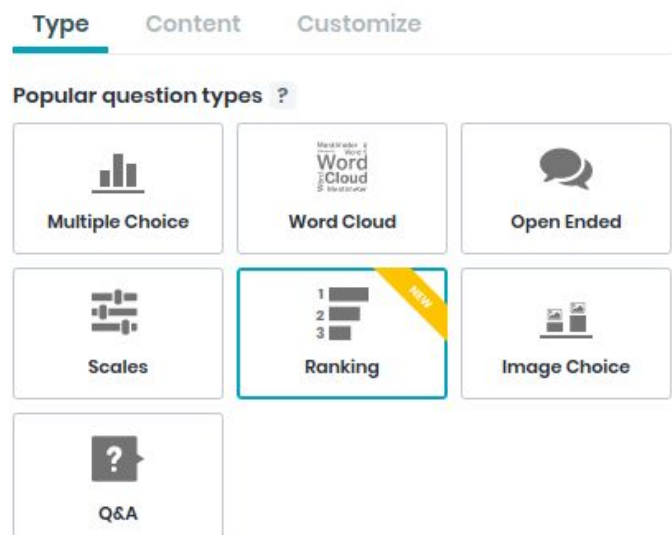 Type Content Customize
Popular question types ?
Multiple Choice
Word
Cloud
Word Cloud
Open Ended
Scales
NEW
1
2
3
Ranking
Image Choice
?
Q&A